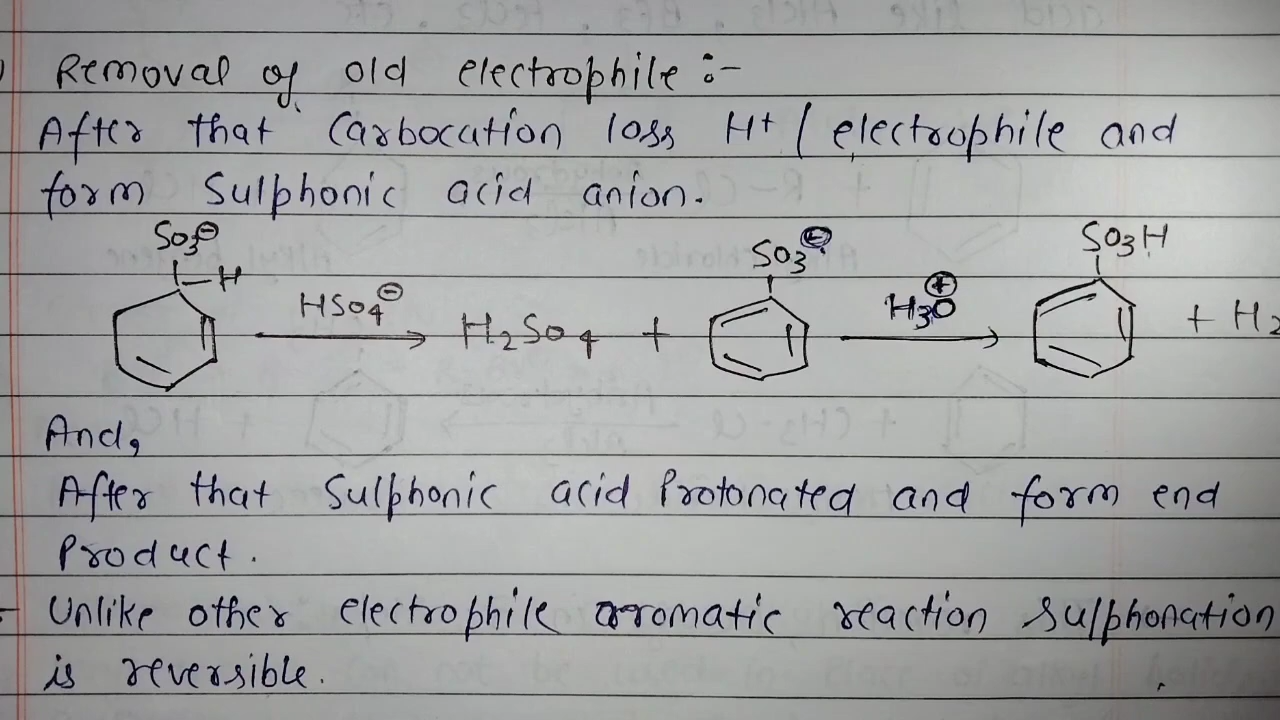 Removal of old electrophile :-
After that Carbocation loss H+ / electrophile and
form Sulphonic acid anion.
SO3⊖ SO3⊖ SO3H
H HSO4⊖ H2SO4 + H3O⊕ + H2
And,
After that Sulphonic acid Protonated and form end
Product.
- Unlike other electrophile aromatic reaction sulphonation
is reversible.